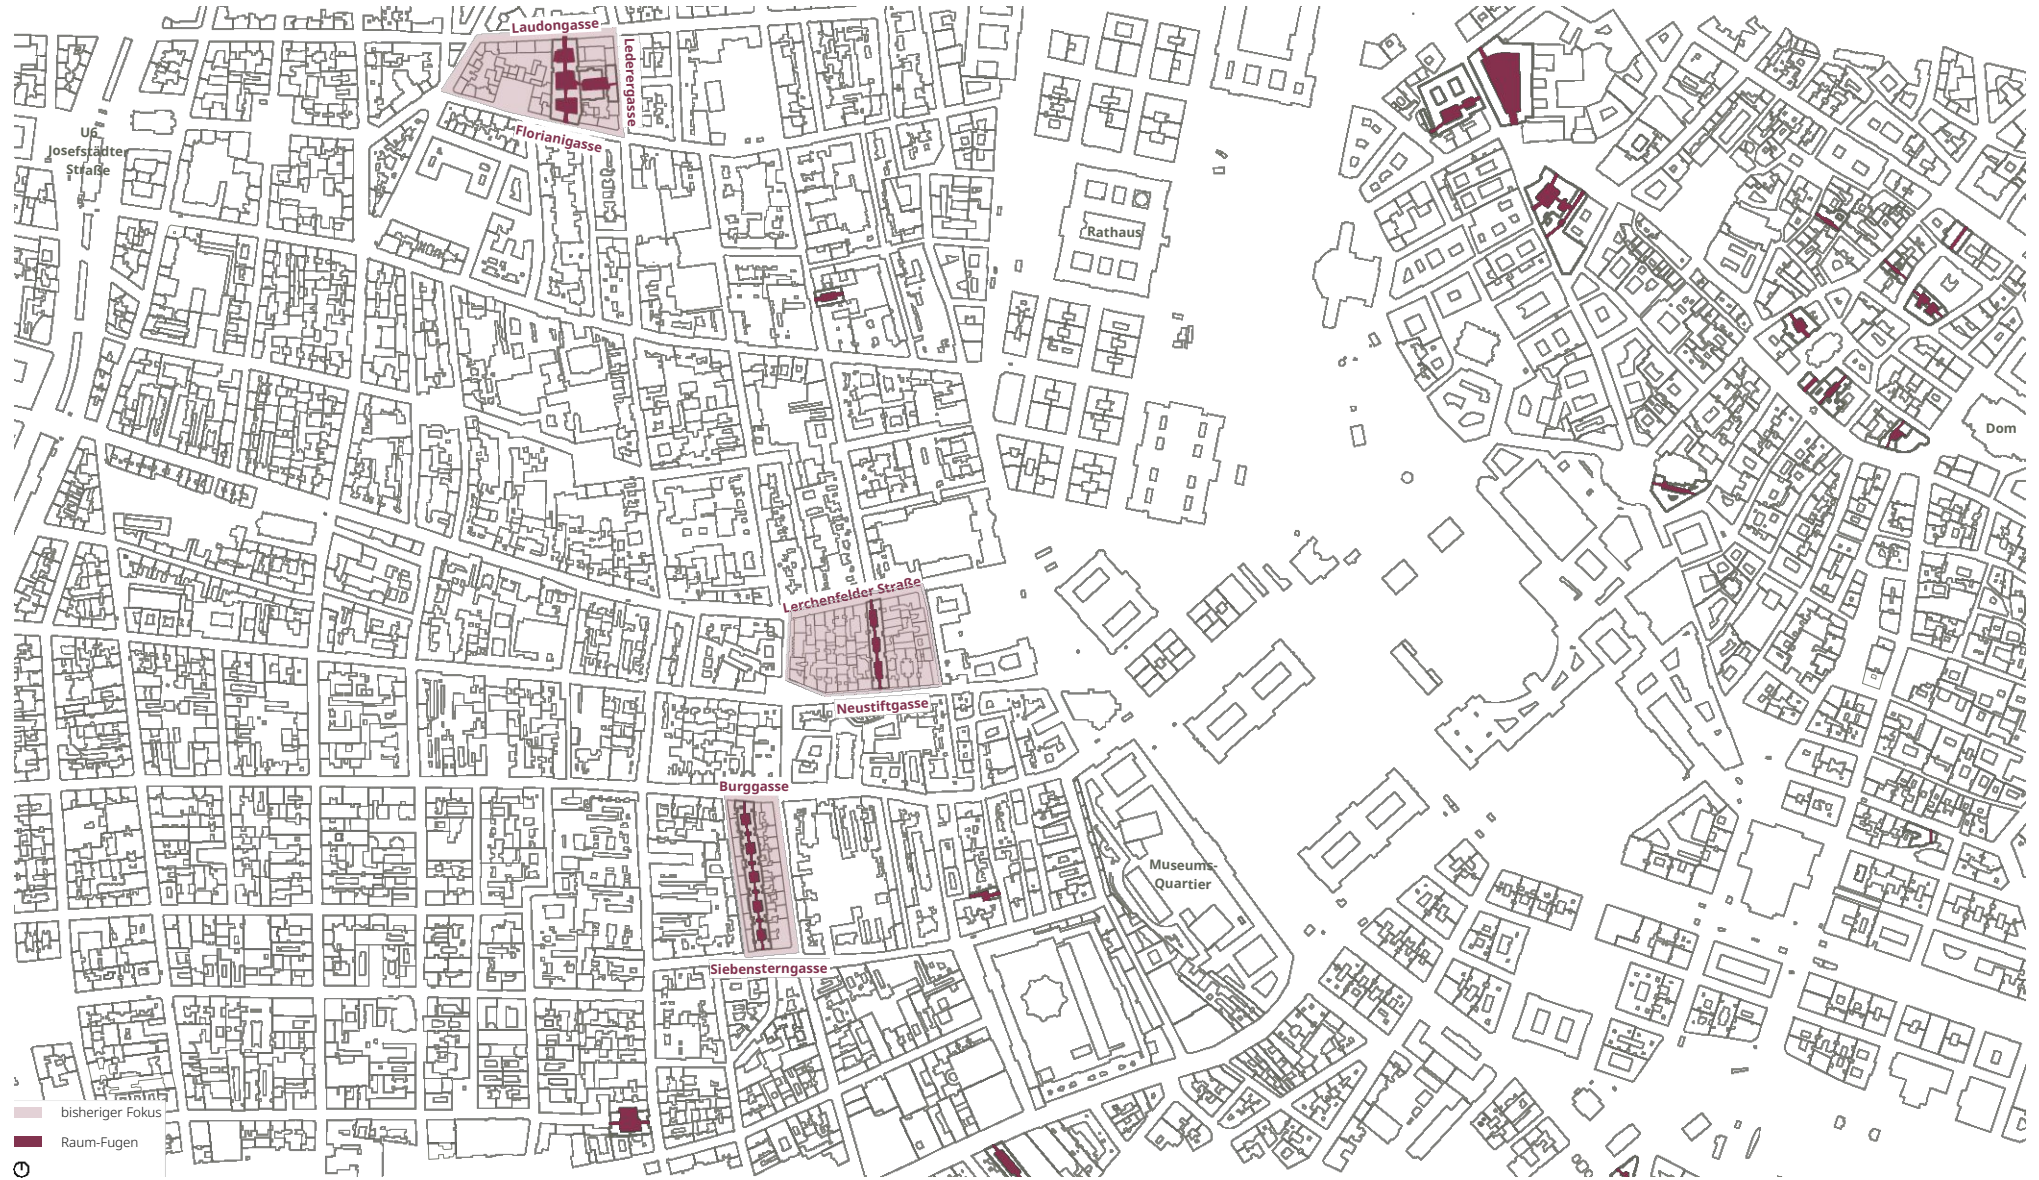 Laudongasse
Lederergasse
Florianigasse
U6
Josefstädter
Straße
Rathaus
Dom
Lerchenfelder Straße
Neustiftgasse
Burggasse
Museums-
Quartier
Siebensterngasse
bisheriger Fokus
Raum-Fugen